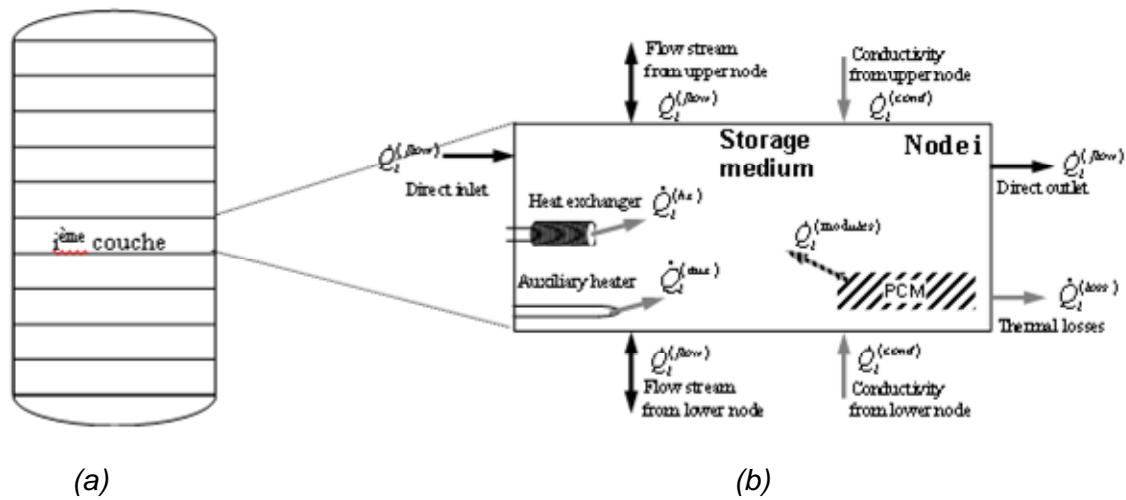 Flow stream
from upper node
Q̇ᵢ^(flow)
Conductivity
from upper node
Q̇ᵢ^(cond)
Storage
medium
Node i
Q̇ᵢ^(flow)
Direct inlet
Q̇ᵢ^(flow)
Direct outlet
Heat exchanger
Q̇ᵢ^(hx)
Q̇ᵢ^(modules)
ième couche
Auxiliary heater
Q̇ᵢ^(aux)
PCM
Q̇ᵢ^(loss)
Thermal losses
Q̇ᵢ^(flow)
Flow stream
from lower node
Q̇ᵢ^(cond)
Conductivity
from lower node
(a)
(b)